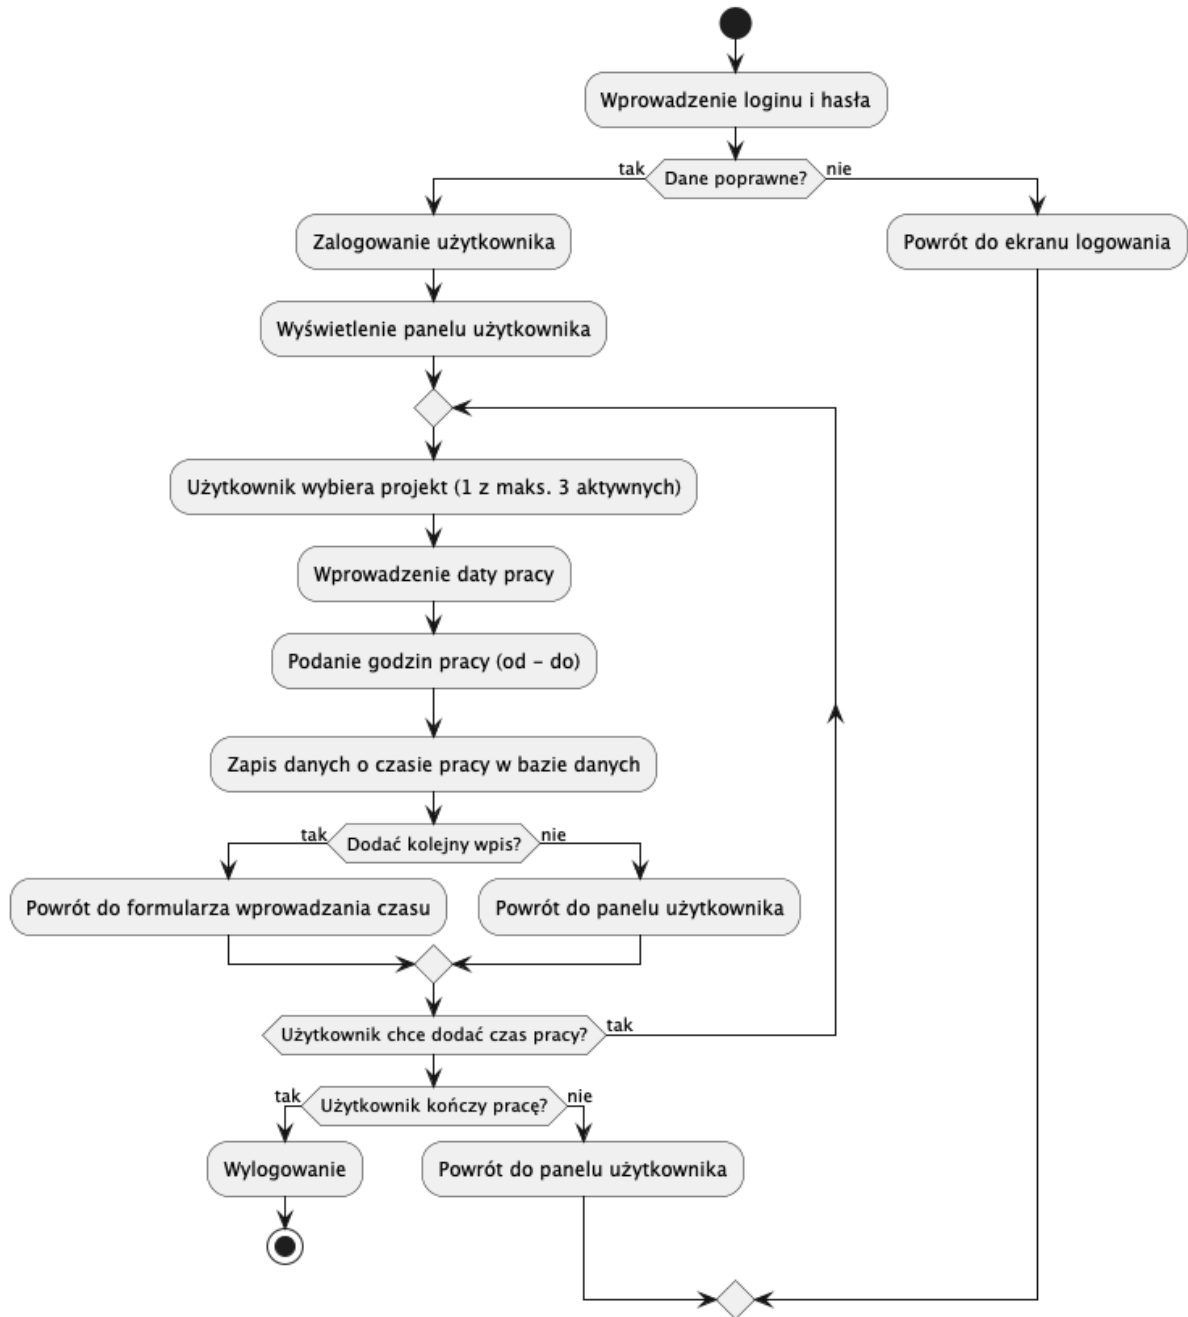 Wprowadzenie loginu i hasła
tak
Dane poprawne?
nie
Zalogowanie użytkownika
Powrót do ekranu logowania
Wyświetlenie panelu użytkownika
Użytkownik wybiera projekt (1 z maks. 3 aktywnych)
Wprowadzenie daty pracy
Podanie godzin pracy (od - do)
Zapis danych o czasie pracy w bazie danych
tak
Dodać kolejny wpis?
nie
Powrót do formularza wprowadzania czasu
Powrót do panelu użytkownika
Użytkownik chce dodać czas pracy?
tak
tak
Użytkownik kończy pracę?
nie
Wylogowanie
Powrót do panelu użytkownika